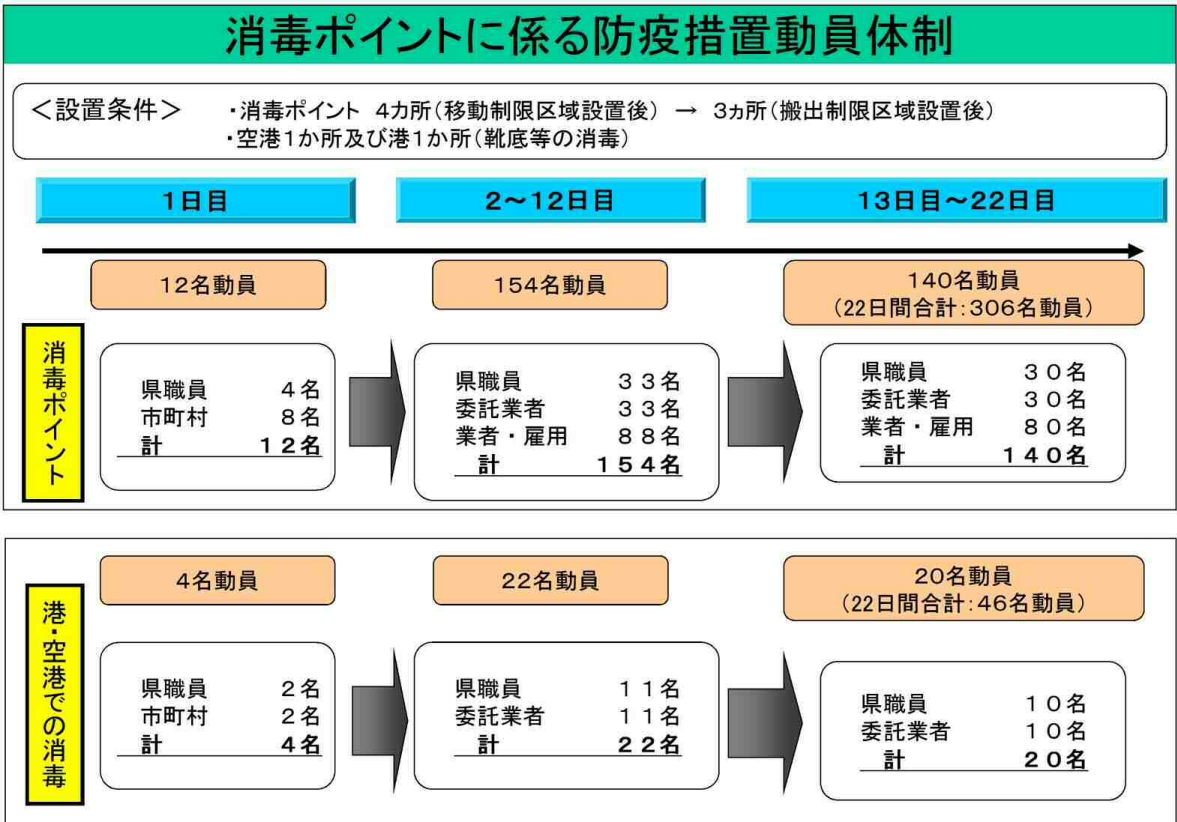 消毒ポイントに係る防疫措置動員体制
＜設置条件＞ ・消毒ポイント 4カ所（移動制限区域設置後） → 3ヵ所（搬出制限区域設置後）
・空港1か所及び港1か所（靴底等の消毒）
1日目
2～12日目
13日目～22日目
12名動員
154名動員
140名動員
（22日間合計：306名動員）
消毒ポイント
県職員 4名
市町村 8名
計 12名
県職員 33名
委託業者 33名
業者・雇用 88名
計 154名
県職員 30名
委託業者 30名
業者・雇用 80名
計 140名
4名動員
22名動員
20名動員
（22日間合計：46名動員）
港・空港での消毒
県職員 2名
市町村 2名
計 4名
県職員 11名
委託業者 11名
計 22名
県職員 10名
委託業者 10名
計 20名